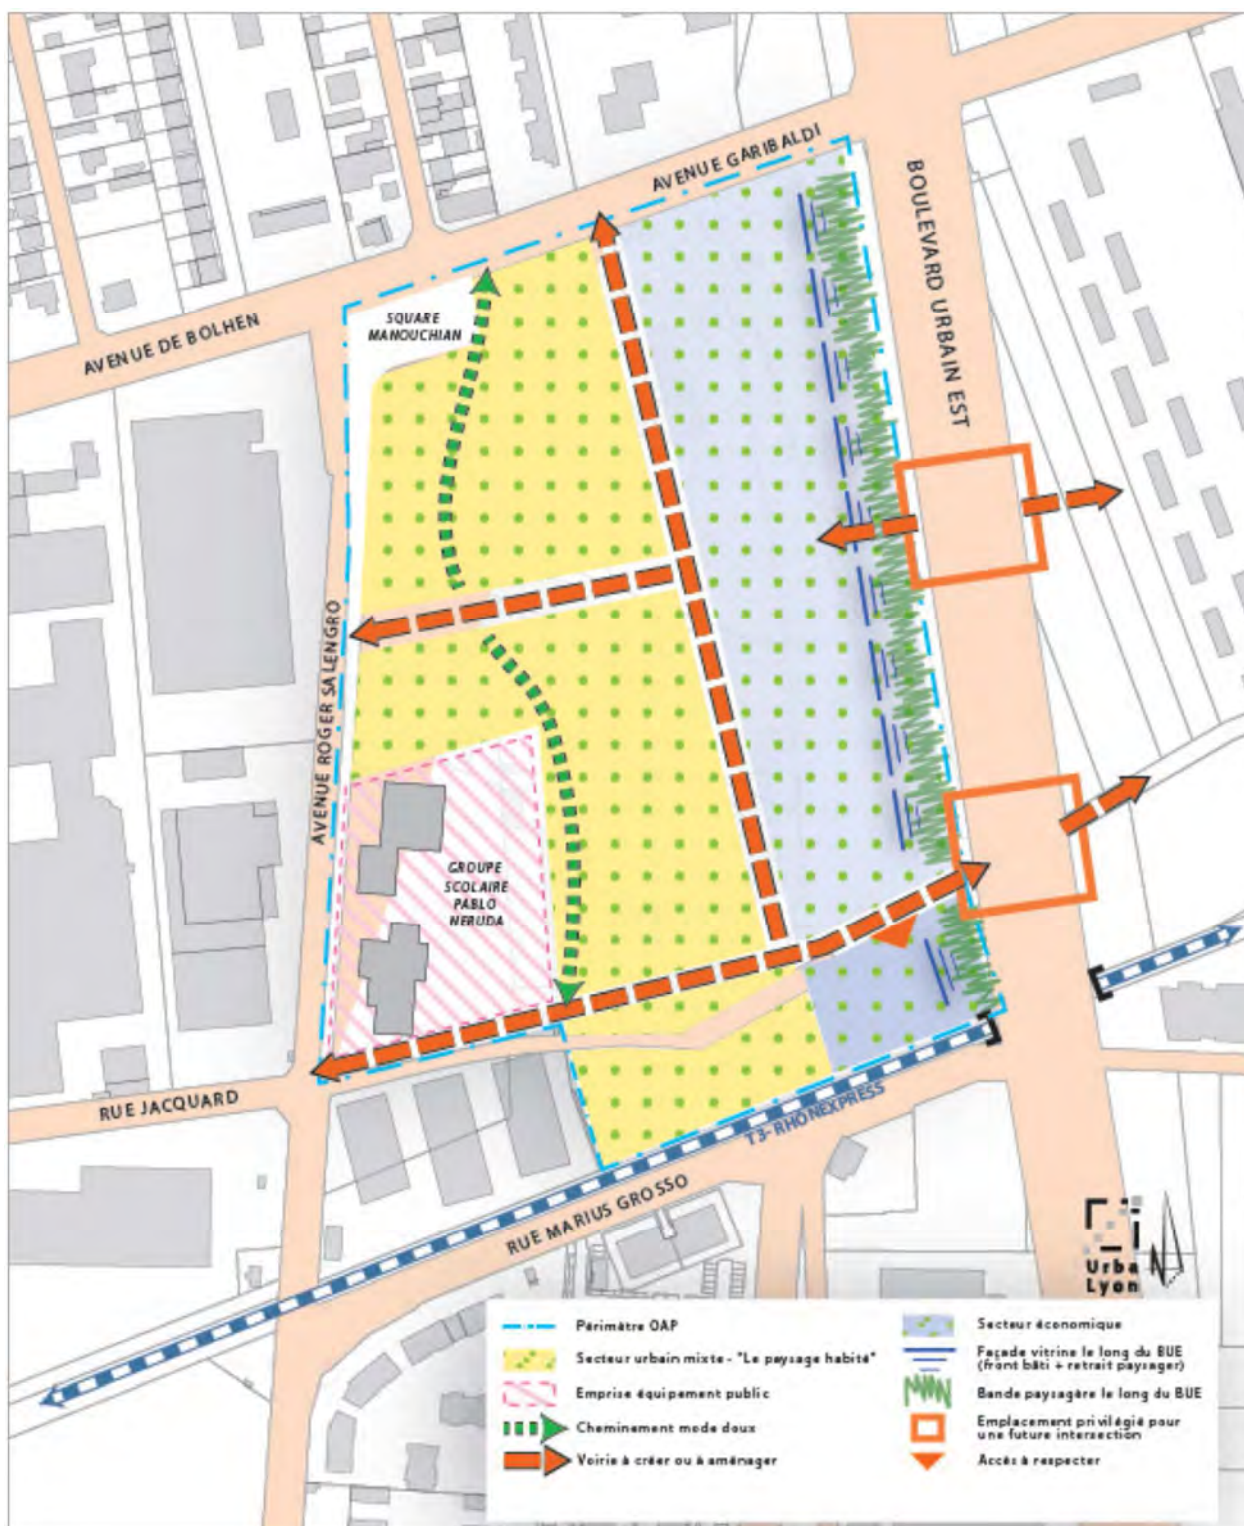 AVENUE GARIBALDI
BOULEVARD URBAIN EST
SQUARE
MANOUCHIAN
AVENUE DE BOLHEN
AVENUE ROGER SALENGRO
GROUPE
SCOLAIRE
PABLO
NERUDA
RUE JACQUARD
T3-RHONEXPRESS
RUE MARIUS GROSSO
Urba
Lyon
N
Périmètre OAP
Secteur urbain mixte - "Le paysage habité"
Emprise équipement public
Cheminement mode doux
Voirie à créer ou à aménager
Secteur économique
Façade vitrine le long du BUE
(front bâti + retrait paysager)
Bande paysagère le long du BUE
Emplacement privilégié pour
une future intersection
Accès à respecter